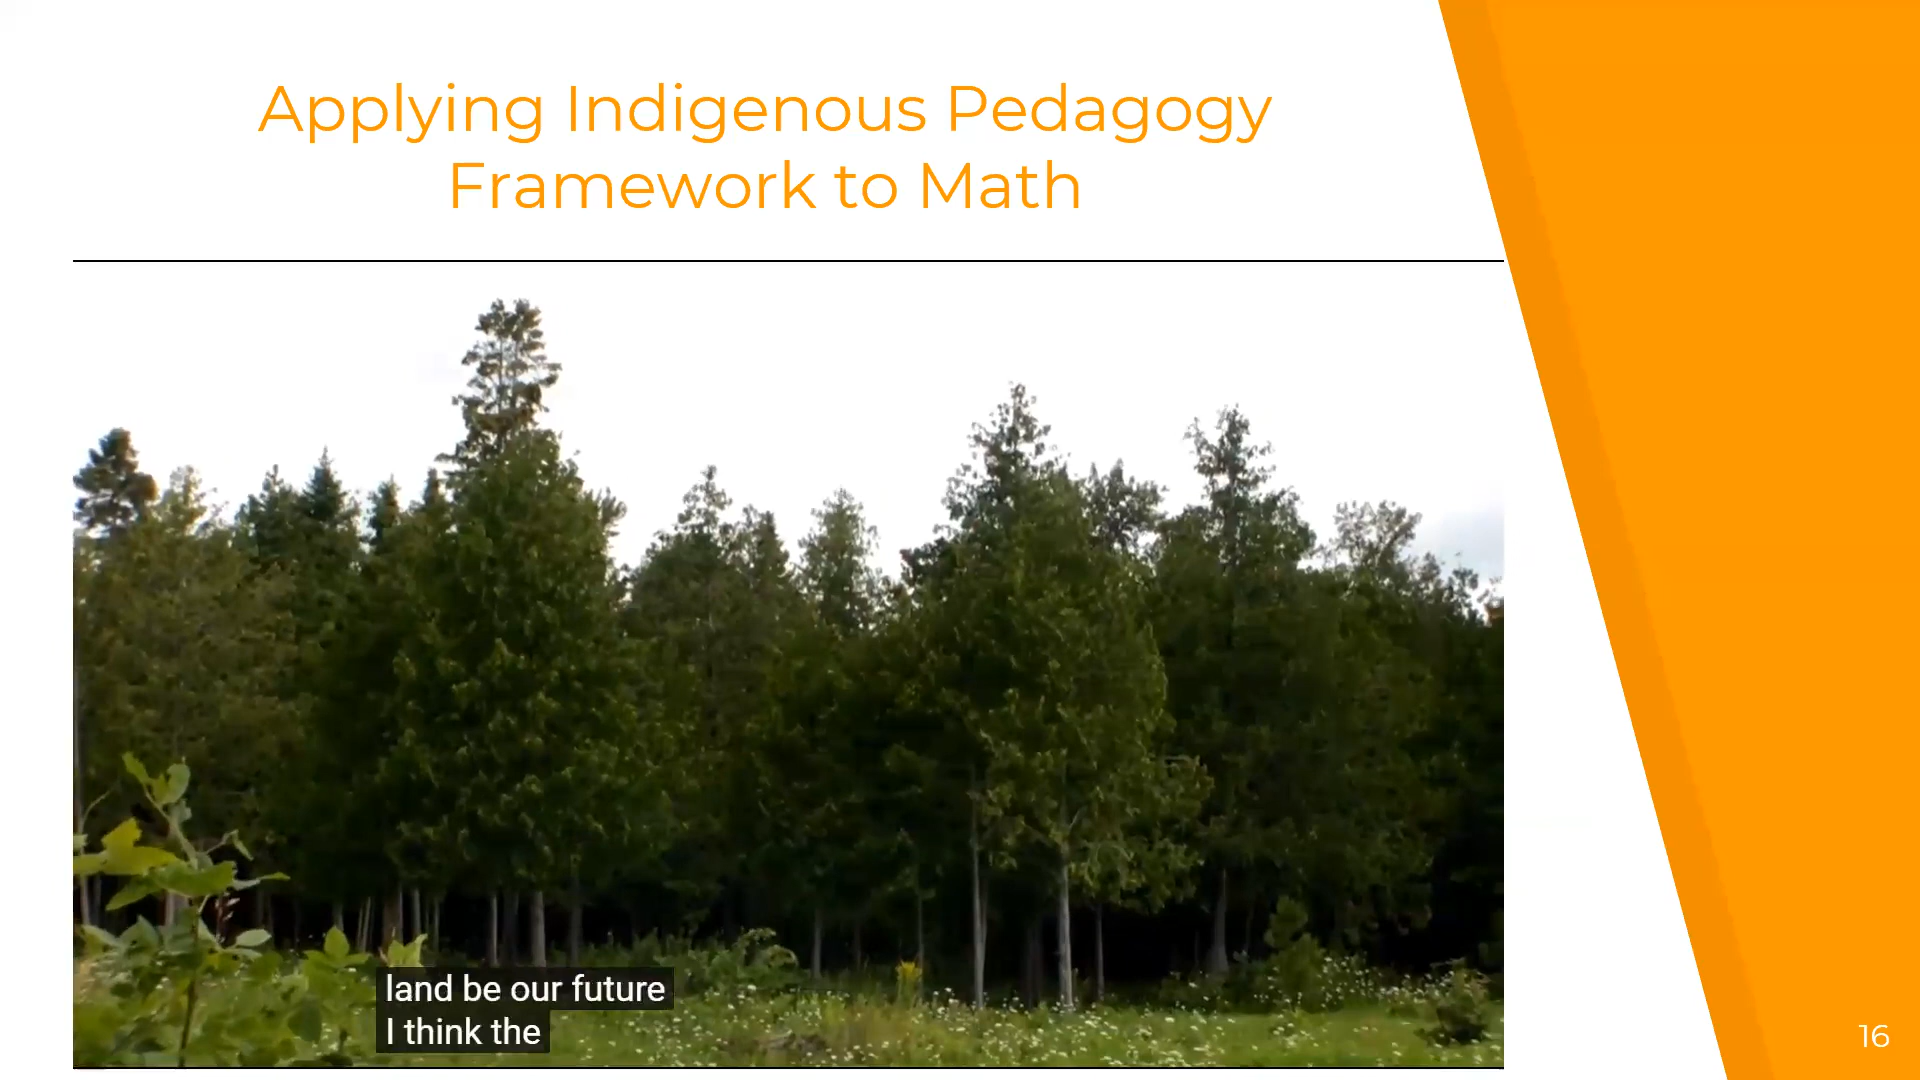 Applying Indigenous Pedagogy
Framework to Math
land be our future
I think the
16